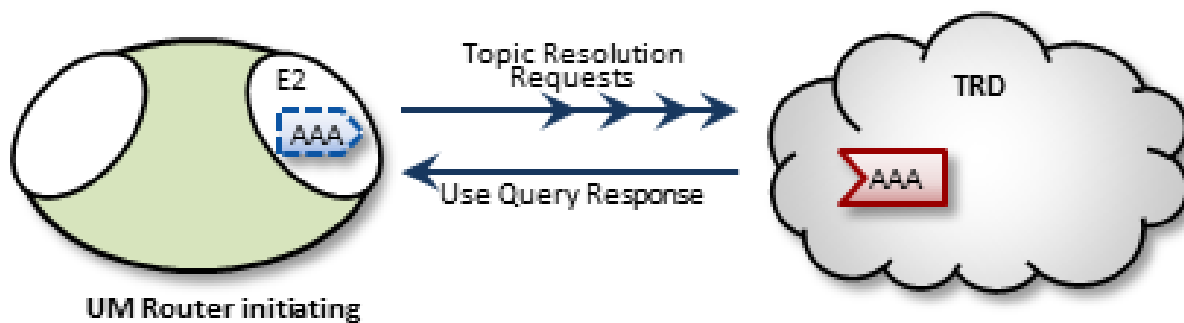 E2
AAA
Topic Resolution
Requests
Use Query Response
TRD
AAA
UM Router initiating